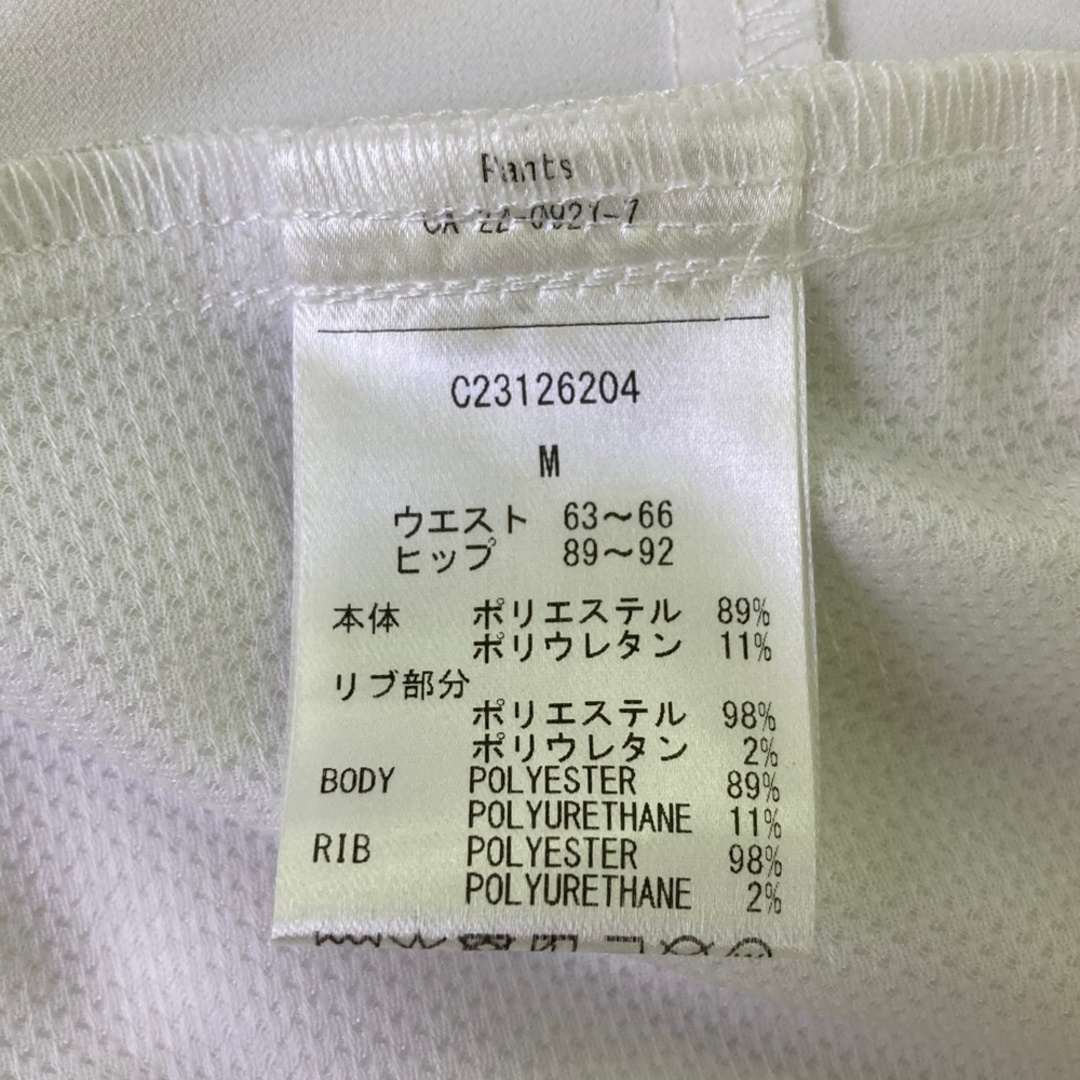 Pants
C23126204
M
ウエスト 63〜66
ヒップ 89〜92
本体 ポリエステル 89%
ポリウレタン 11%
リブ部分
ポリエステル 98%
ポリウレタン 2%
BODY POLYESTER 89%
POLYURETHANE 11%
RIB POLYESTER 98%
POLYURETHANE 2%